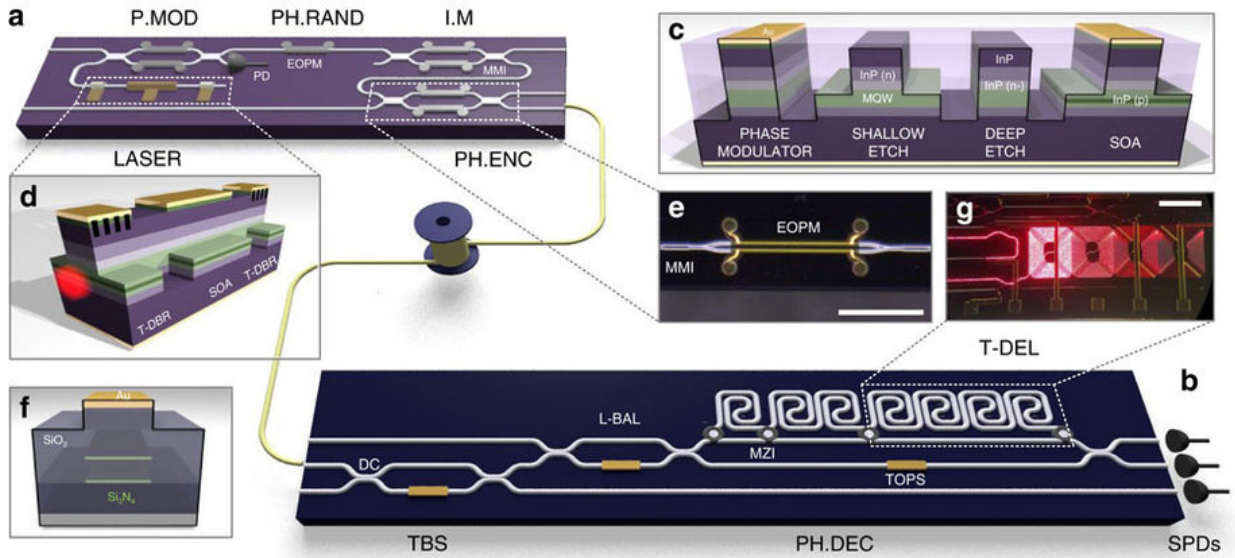 a
P.MOD
PH.RAND
I.M
PD
EOPM
MMI
LASER
PH.ENC
c
Au
InP (n)
MQW
InP
InP (n-)
InP (p)
PHASE
MODULATOR
SHALLOW
ETCH
DEEP
ETCH
SOA
d
T-DBR
SOA
T-DBR
e
EOPM
MMI
g
T-DEL
f
Au
SiO₂
Si₃N₄
b
L-BAL
DC
MZI
TOPS
TBS
PH.DEC
SPDs